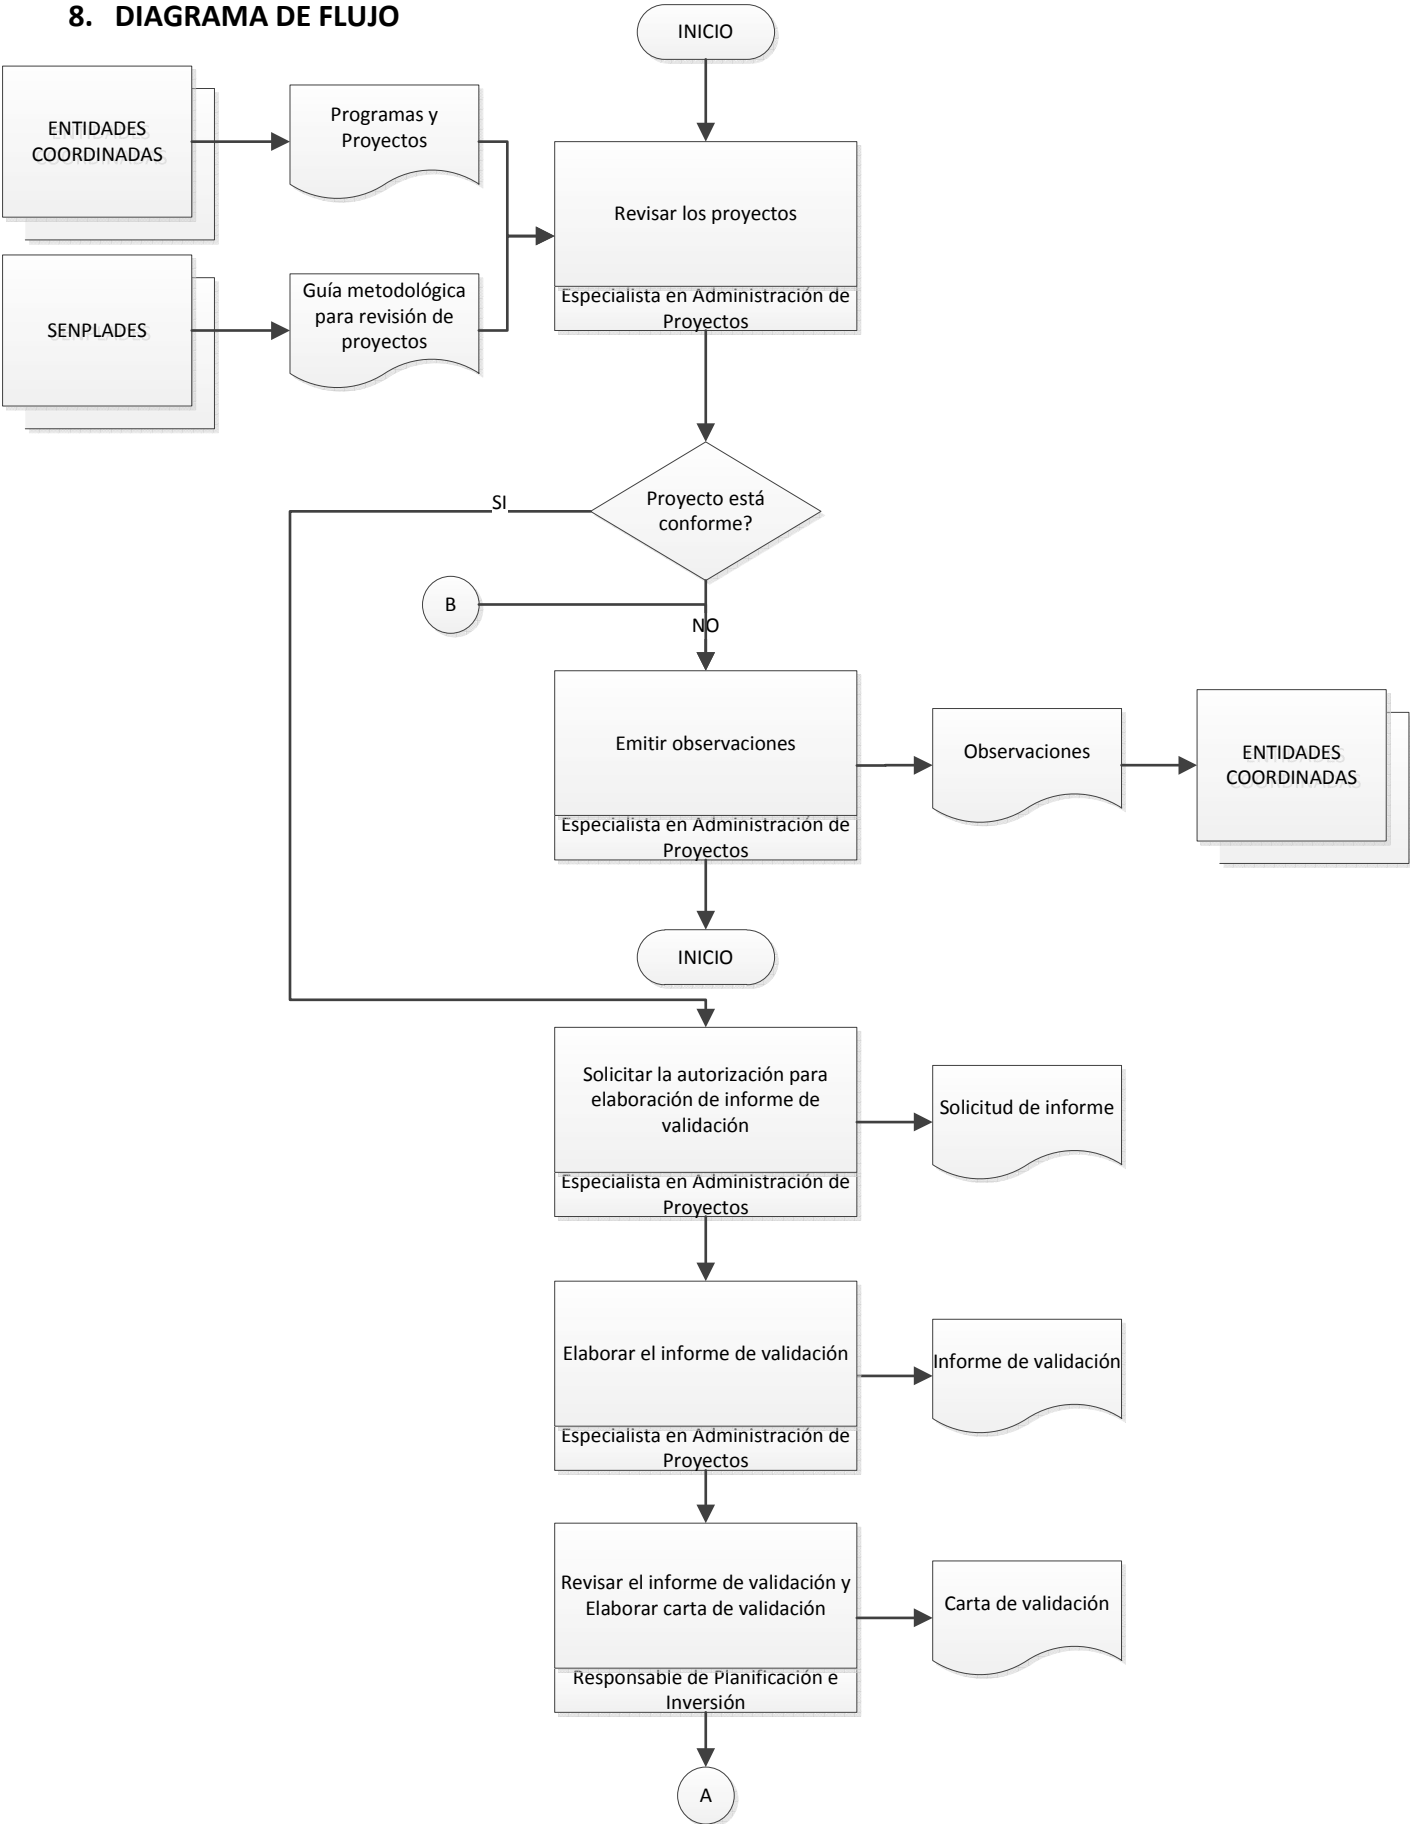 8. DIAGRAMA DE FLUJO
INICIO
ENTIDADES
COORDINADAS
Programas y
Proyectos
Revisar los proyectos
Especialista en Administración de
Proyectos
SENPLADES
Guía metodológica
para revisión de
proyectos
Proyecto está
conforme?
SI
B
NO
Emitir observaciones
Especialista en Administración de
Proyectos
Observaciones
ENTIDADES
COORDINADAS
INICIO
Solicitar la autorización para
elaboración de informe de
validación
Especialista en Administración de
Proyectos
Solicitud de informe
Elaborar el informe de validación
Especialista en Administración de
Proyectos
Informe de validación
Revisar el informe de validación y
Elaborar carta de validación
Responsable de Planificación e
Inversión
Carta de validación
A